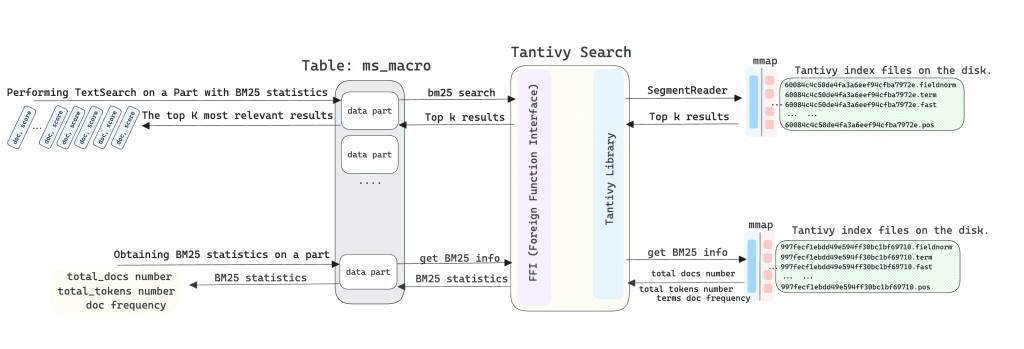 Tantivy Search
Table: ms_macro
mmap
Tantivy index files on the disk.
Performing TextSearch on a Part with BM25 statistics
The top K most relevant results
doc, score
...
doc, score
doc, score
doc, score
doc, score
doc, score
data part
data part
....
bm25 search
Top k results
FFI (Foreign Function Interface)
Tantivy Library
SegmentReader
Top k results
...
60084c4c50de4fa3a6eef94cfba7972e.fieldnorm
60084c4c50de4fa3a6eef94cfba7972e.term
60084c4c50de4fa3a6eef94cfba7972e.fast
... ...
60084c4c50de4fa3a6eef94cfba7972e.pos
Obtaining BM25 statistics on a part
BM25 statistics
total_docs number
total_tokens number
doc frequency
data part
get BM25 info
BM25 statistics
get BM25 info
total docs number
total tokens number
terms doc frequency
mmap
Tantivy index files on the disk.
...
997fecf1ebdd49e594ff30bc1bf69710.fieldnorm
997fecf1ebdd49e594ff30bc1bf69710.term
997fecf1ebdd49e594ff30bc1bf69710.fast
... ...
997fecf1ebdd49e594ff30bc1bf69710.pos